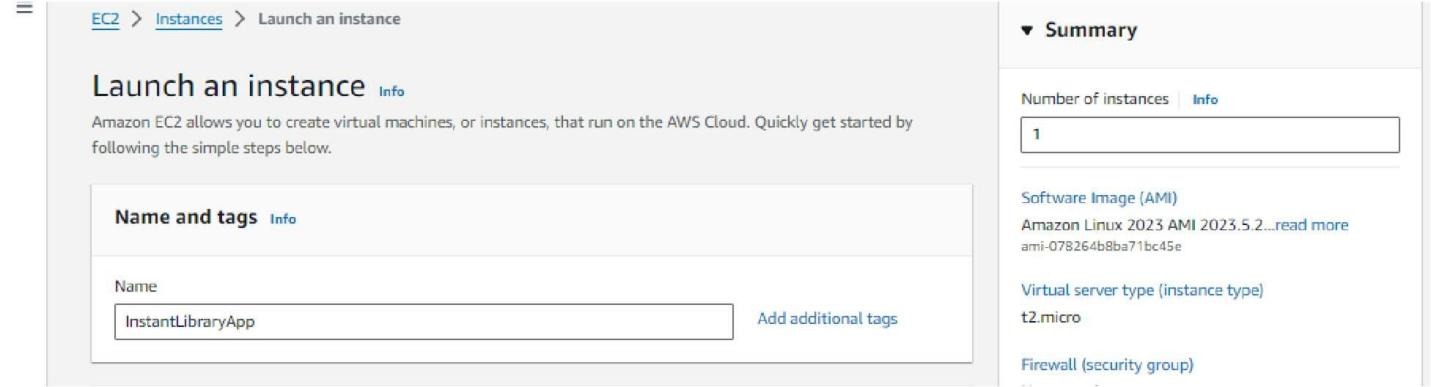 EC2 > Instances > Launch an instance
Launch an instance Info
Amazon EC2 allows you to create virtual machines, or instances, that run on the AWS Cloud. Quickly get started by
following the simple steps below.
Name and tags Info
Name
InstantLibraryApp
Add additional tags
Summary
Number of instances Info
1
Software Image (AMI)
Amazon Linux 2023 AMI 2023.5.2...read more
ami-078264b8ba71bc45e
Virtual server type (instance type)
t2.micro
Firewall (security group)